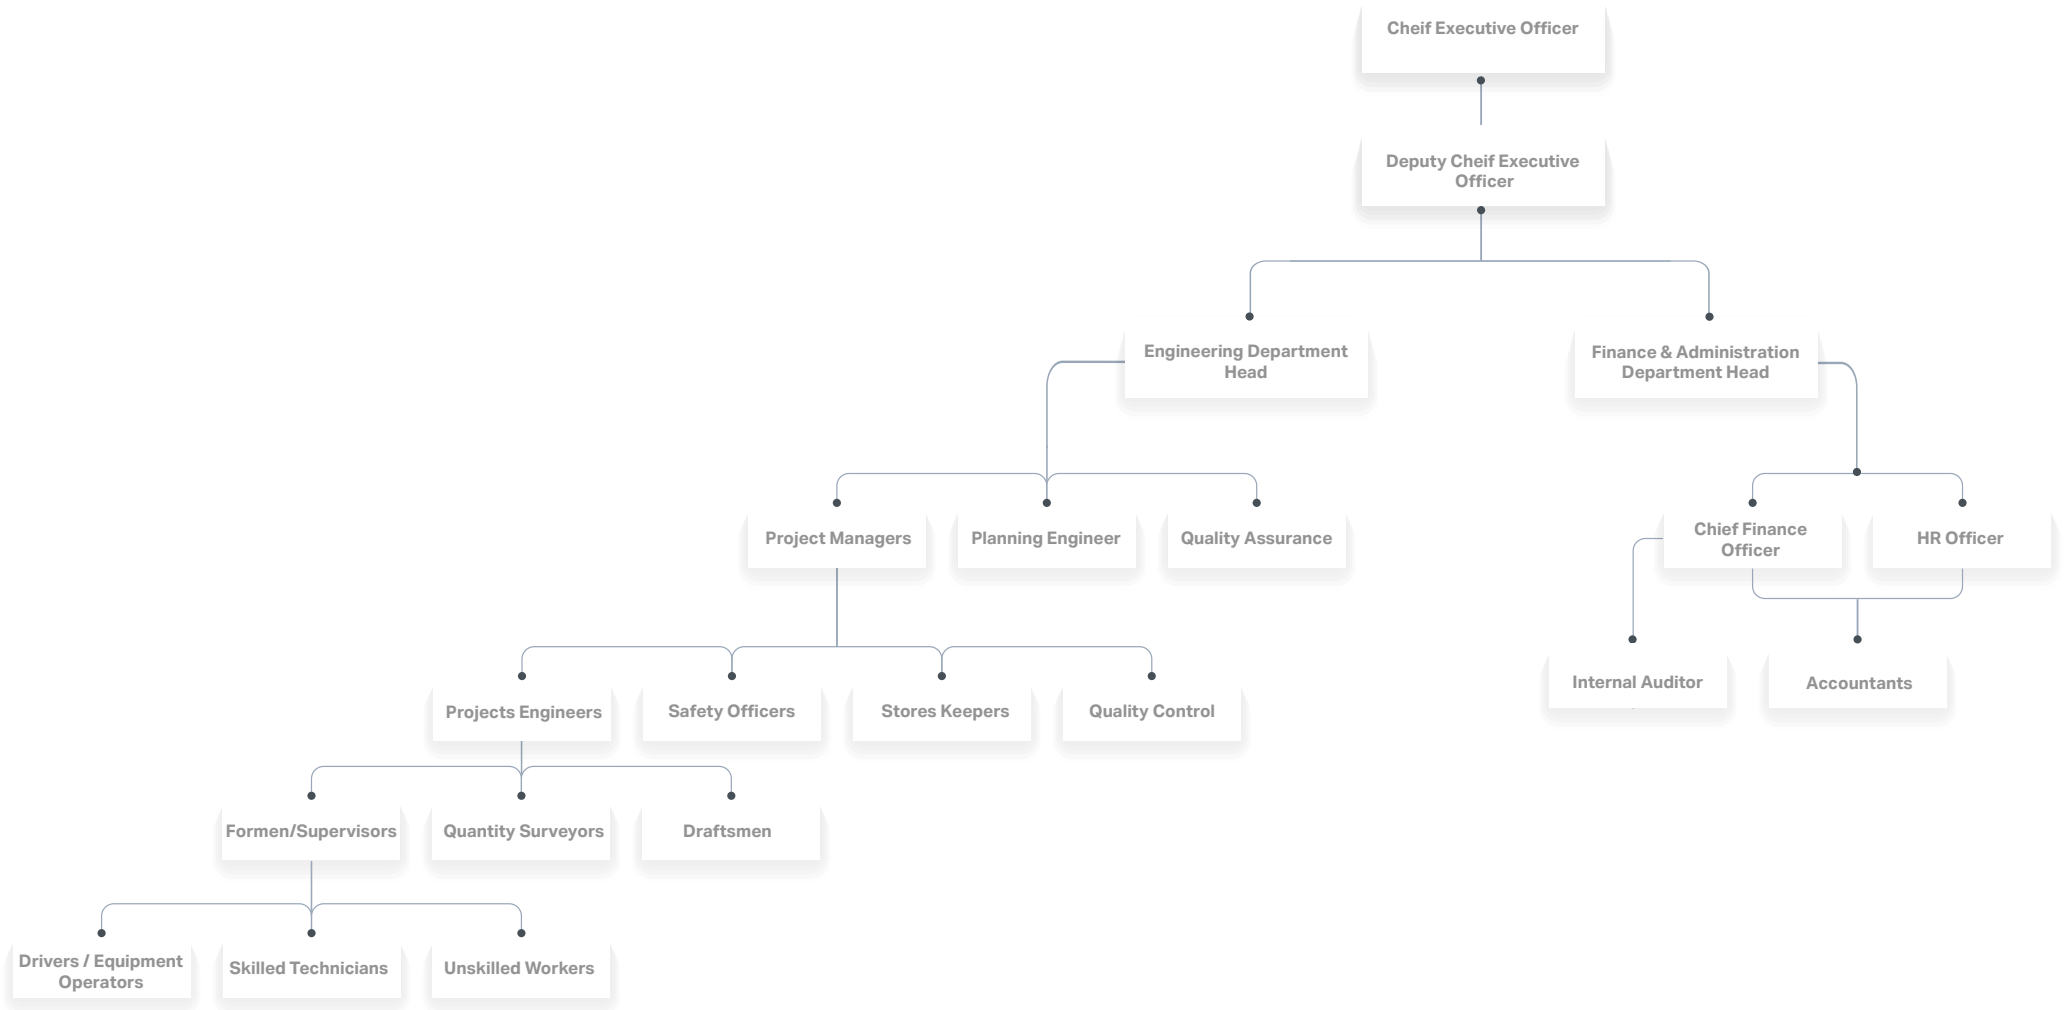 Cheif Executive Officer
Deputy Cheif Executive
Officer
Engineering Department
Head
Finance & Administration
Department Head
Project Managers
Planning Engineer
Quality Assurance
Chief Finance
Officer
HR Officer
Projects Engineers
Safety Officers
Stores Keepers
Quality Control
Internal Auditor
Accountants
Formen/Supervisors
Quantity Surveyors
Draftsmen
Drivers / Equipment
Operators
Skilled Technicians
Unskilled Workers